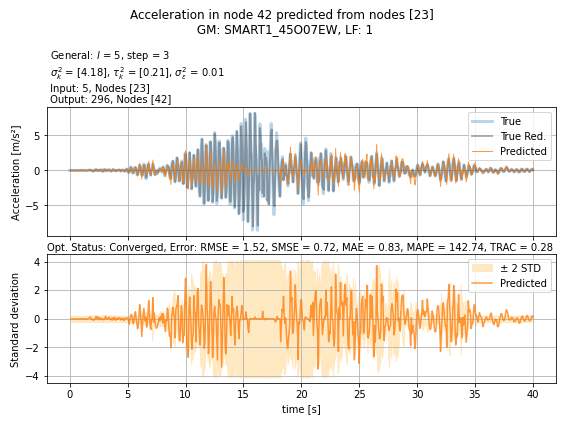 Acceleration in node 42 predicted from nodes [23]
GM: SMART1_45O07EW, LF: 1
General: l = 5, step = 3
σ²ₖ = [4.18], τ²ₖ = [0.21], σ²ε = 0.01
Input: 5, Nodes [23]
Output: 296, Nodes [42]
Acceleration [m/s²]
5
0
−5
True
True Red.
Predicted
Opt. Status: Converged, Error: RMSE = 1.52, SMSE = 0.72, MAE = 0.83, MAPE = 142.74, TRAC = 0.28
Standard deviation
4
2
0
−2
−4
± 2 STD
Predicted
0 5 10 15 20 25 30 35 40
time [s]